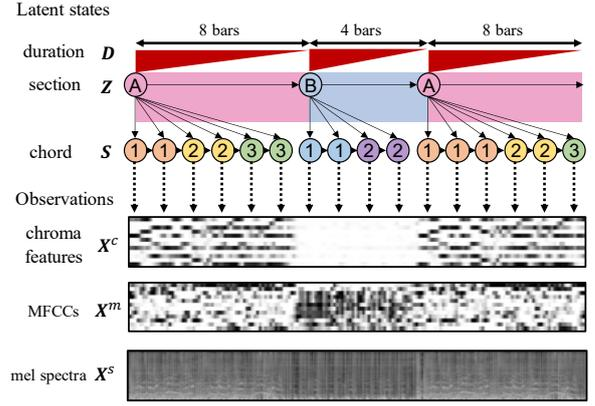 Latent states
8 bars 4 bars 8 bars
duration D
section Z A B A
chord S 1 1 2 2 3 3 1 1 2 2 1 1 1 2 2 3
Observations
chroma
features X^c
MFCCs X^m
mel spectra X^s